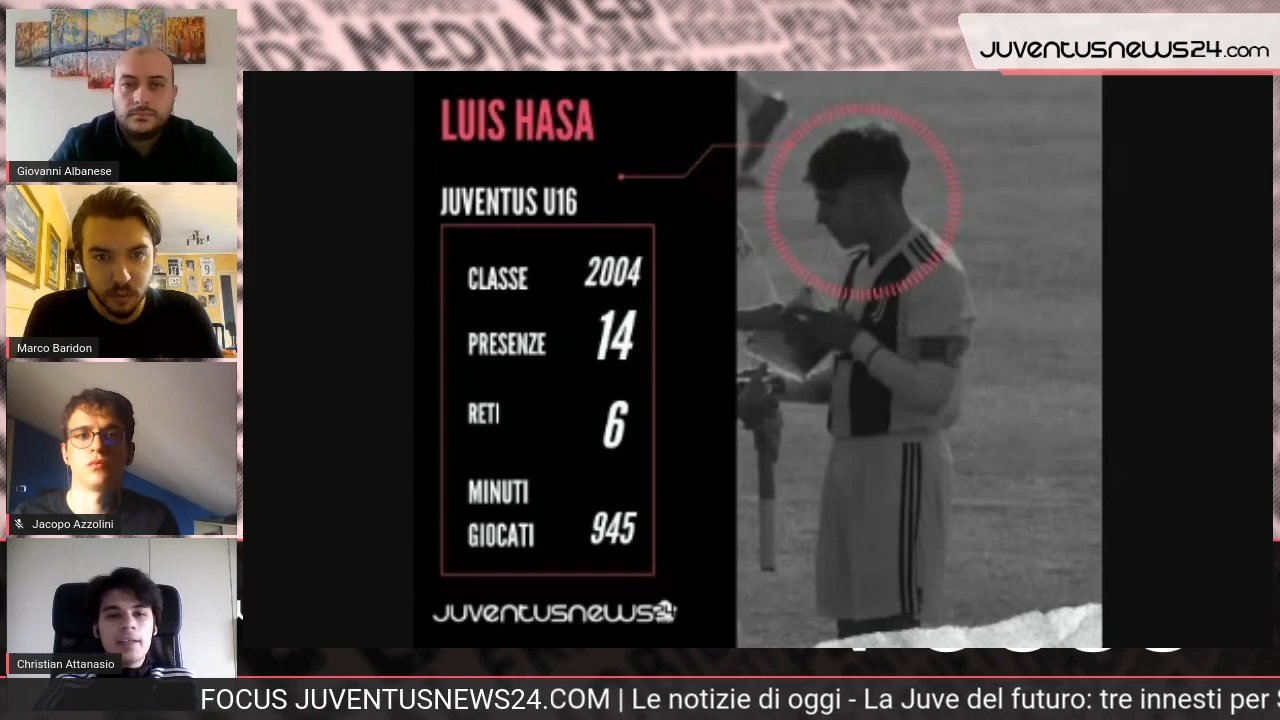 WEB
MEDIA
JUVENTUSNEWS24.com
Giovanni Albanese
Marco Baridon
Jacopo Azzolini
Christian Attanasio
LUIS HASA
JUVENTUS U16
CLASSE 2004
PRESENZE 14
RETI 6
MINUTI
GIOCATI 945
JUVENTUSNEWS24
FOCUS JUVENTUSNEWS24.COM | Le notizie di oggi - La Juve del futuro: tre innesti per